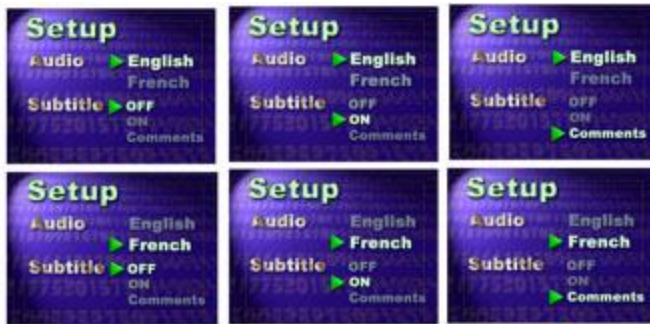 Setup
Audio English
French
Subtitle OFF
ON
Comments
Setup
Audio English
French
Subtitle OFF
ON
Comments
Setup
Audio English
French
Subtitle OFF
ON
Comments
Setup
Audio English
French
Subtitle OFF
ON
Comments
Setup
Audio English
French
Subtitle OFF
ON
Comments
Setup
Audio English
French
Subtitle OFF
ON
Comments